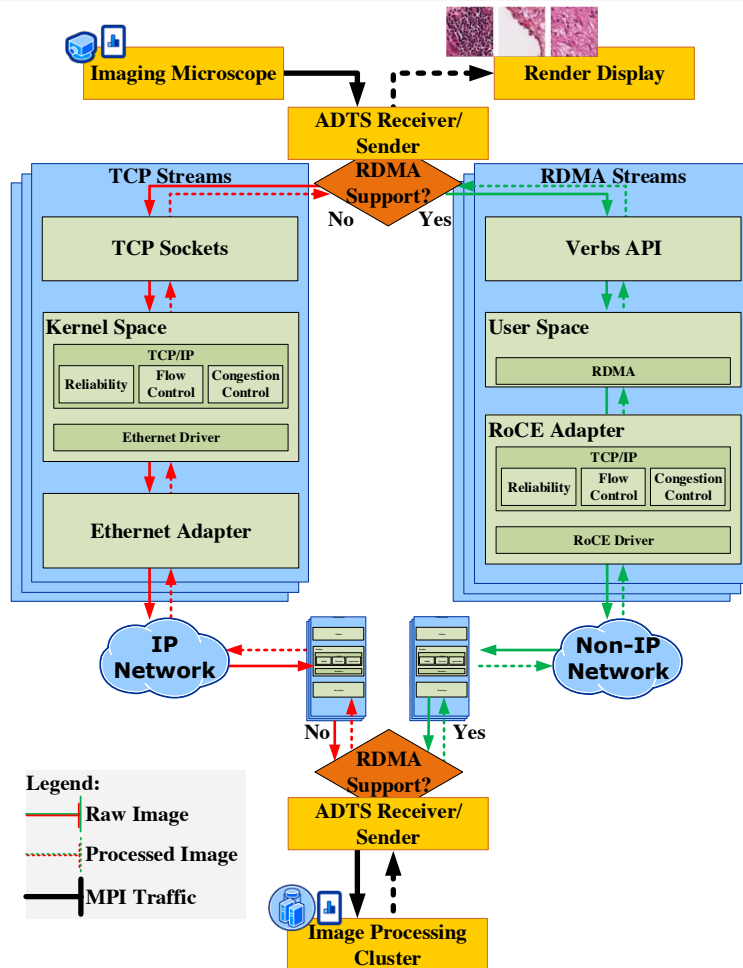 Imaging Microscope
Render Display
ADTS Receiver/
Sender
TCP Streams
RDMA
Support?
RDMA Streams
No
Yes
TCP Sockets
Verbs API
Kernel Space
TCP/IP
Reliability
Flow
Control
Congestion
Control
Ethernet Driver
User Space
RDMA
RoCE Adapter
TCP/IP
Reliability
Flow
Control
Congestion
Control
RoCE Driver
Ethernet Adapter
IP
Network
Non-IP
Network
No
Yes
RDMA
Support?
ADTS Receiver/
Sender
Image Processing
Cluster
Legend:
Raw Image
Processed Image
MPI Traffic